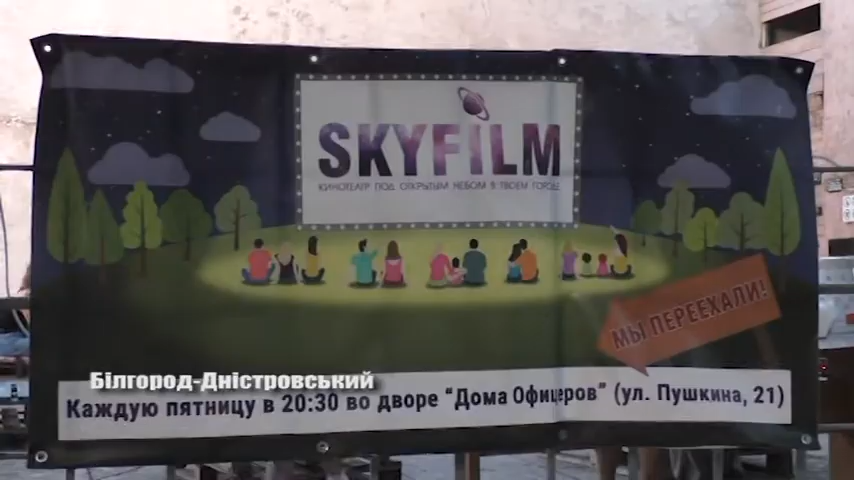 SKYFILM
КИНОТЕАТР ПОД ОТКРЫТЫМ НЕБОМ В ТВОЕМ ГОРОДЕ
МЫ ПЕРЕЕХАЛИ!
Білгород-Дністровський
Каждую пятницу в 20:30 во дворе “Дома Офицеров” (ул. Пушкина, 21)